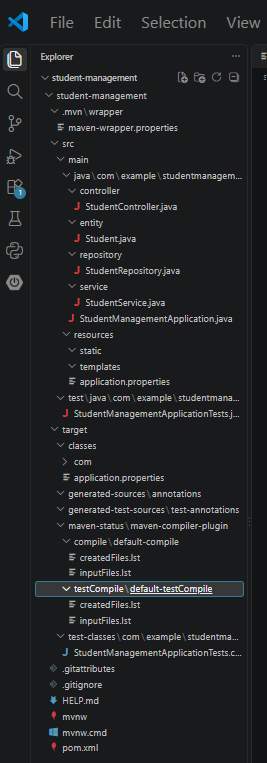 File Edit Selection View
Explorer ...
student-management
student-management
.mvn\wrapper
maven-wrapper.properties
src
main
java\com\example\studentmanagem...
controller
StudentController.java
entity
Student.java
repository
StudentRepository.java
service
StudentService.java
StudentManagementApplication.java
resources
static
templates
application.properties
test\java\com\example\studentmana...
StudentManagementApplicationTests.j...
target
classes
com
application.properties
generated-sources\annotations
generated-test-sources\test-annotations
maven-status\maven-compiler-plugin
compile\default-compile
createdFiles.lst
inputFiles.lst
testCompile\default-testCompile
createdFiles.lst
inputFiles.lst
test-classes\com\example\studentma...
StudentManagementApplicationTests.c...
.gitattributes
.gitignore
HELP.md
mvnw
mvnw.cmd
pom.xml
1